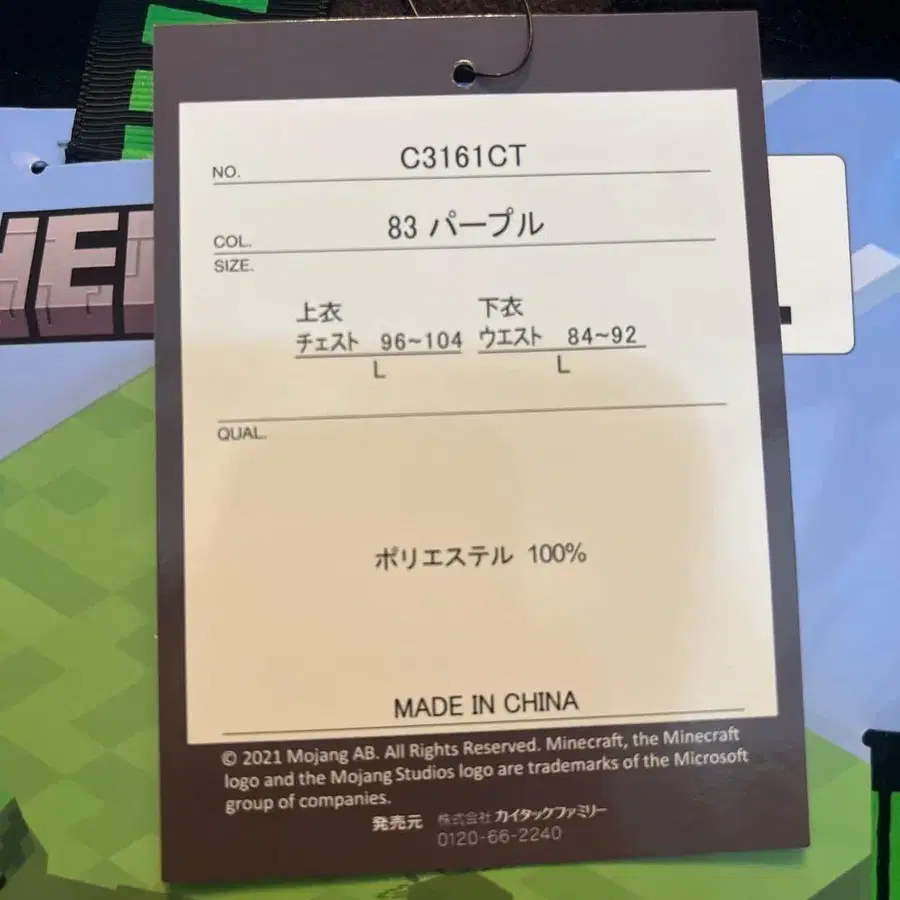 NO. C3161CT
COL. 83 パープル
SIZE.
上衣 下衣
チェスト 96~104 ウエスト 84~92
L L
QUAL.
ポリエステル 100%
MADE IN CHINA
© 2021 Mojang AB. All Rights Reserved. Minecraft, the Minecraft
logo and the Mojang Studios logo are trademarks of the Microsoft
group of companies.
発売元 株式会社 カイタックファミリー
0120-66-2240